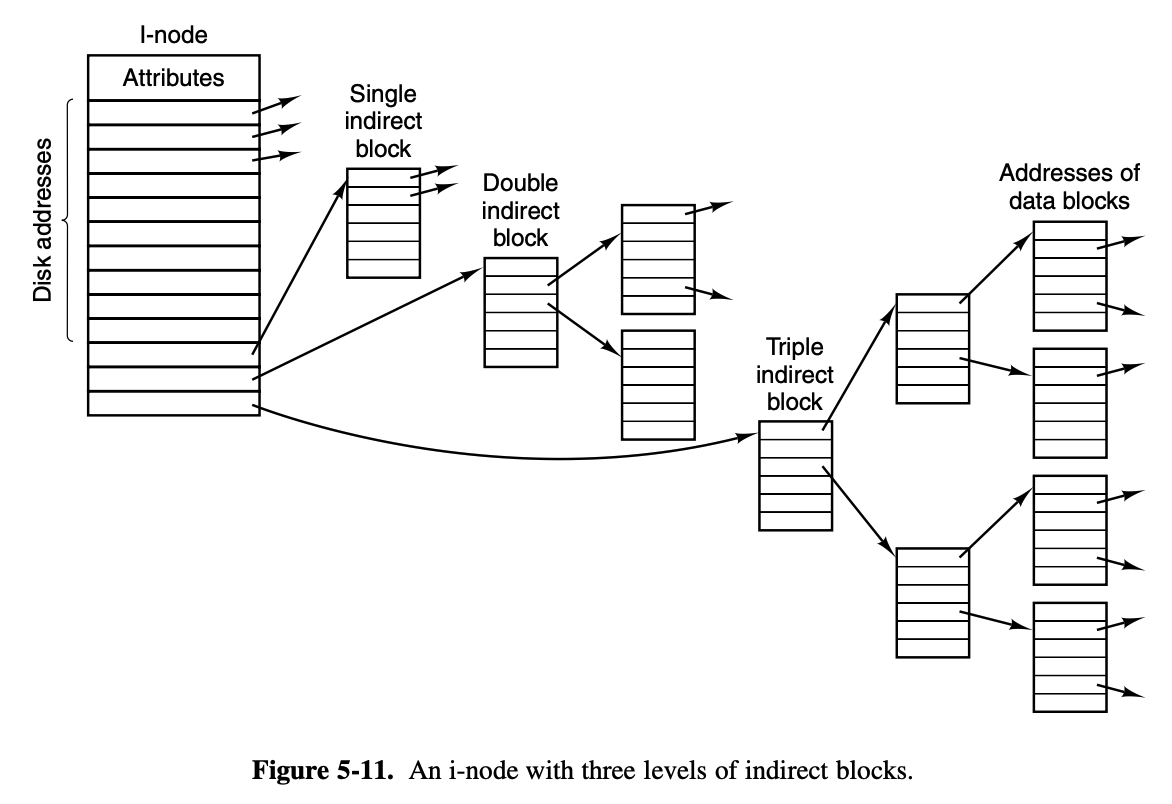 I-node
Attributes
Disk addresses
Single
indirect
block
Double
indirect
block
Triple
indirect
block
Addresses of
data blocks
Figure 5-11. An i-node with three levels of indirect blocks.